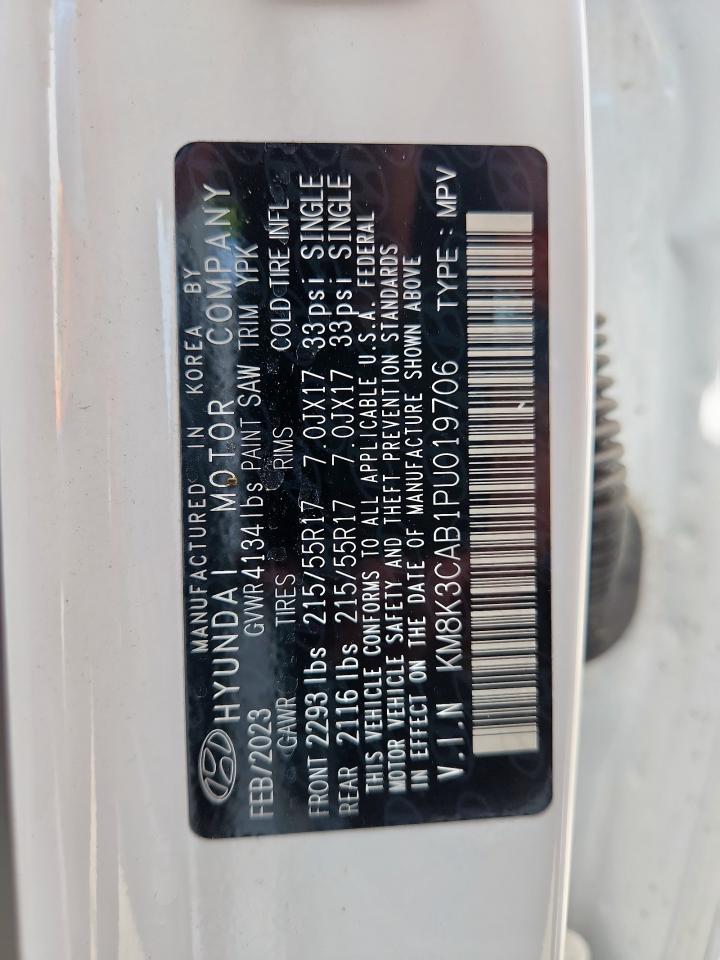 MANUFACTURED IN KOREA BY
HYUNDAI MOTOR COMPANY
FEB/2023 GVWR 4134 lbs PAINT SAW TRIM YPK
GAWR TIRES RIMS COLD TIRE INFL
FRONT 2293 lbs 215/55R17 7.0JX17 33psi SINGLE
REAR 2116 lbs 215/55R17 7.0JX17 33psi SINGLE
THIS VEHICLE CONFORMS TO ALL APPLICABLE U.S.A. FEDERAL
MOTOR VEHICLE SAFETY AND THEFT PREVENTION STANDARDS
IN EFFECT ON THE DATE OF MANUFACTURE SHOWN ABOVE
V.I.N KM8K3CAB1PU019706 TYPE : MPV